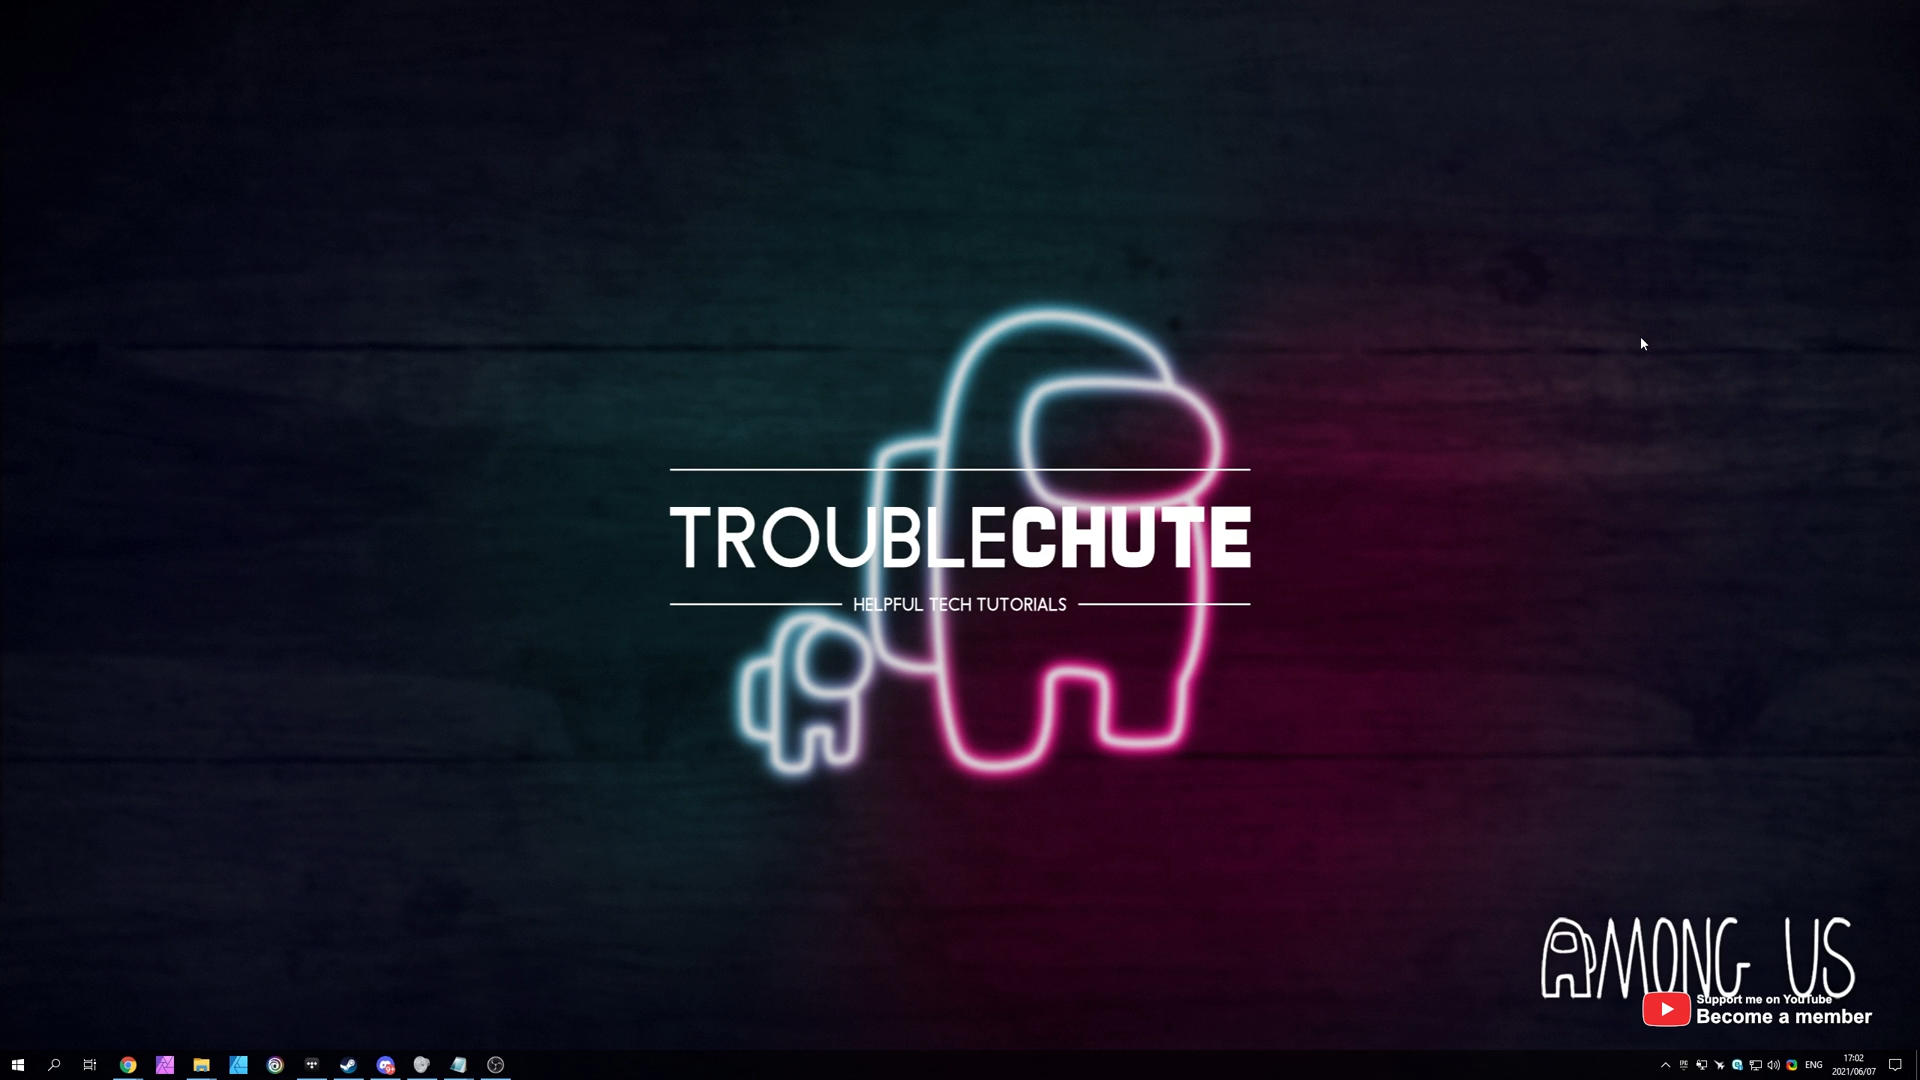 TROUBLECHUTE
HELPFUL TECH TUTORIALS
AMONG US
Support me on YouTube
Become a member
ENG
17:02
2021/06/07